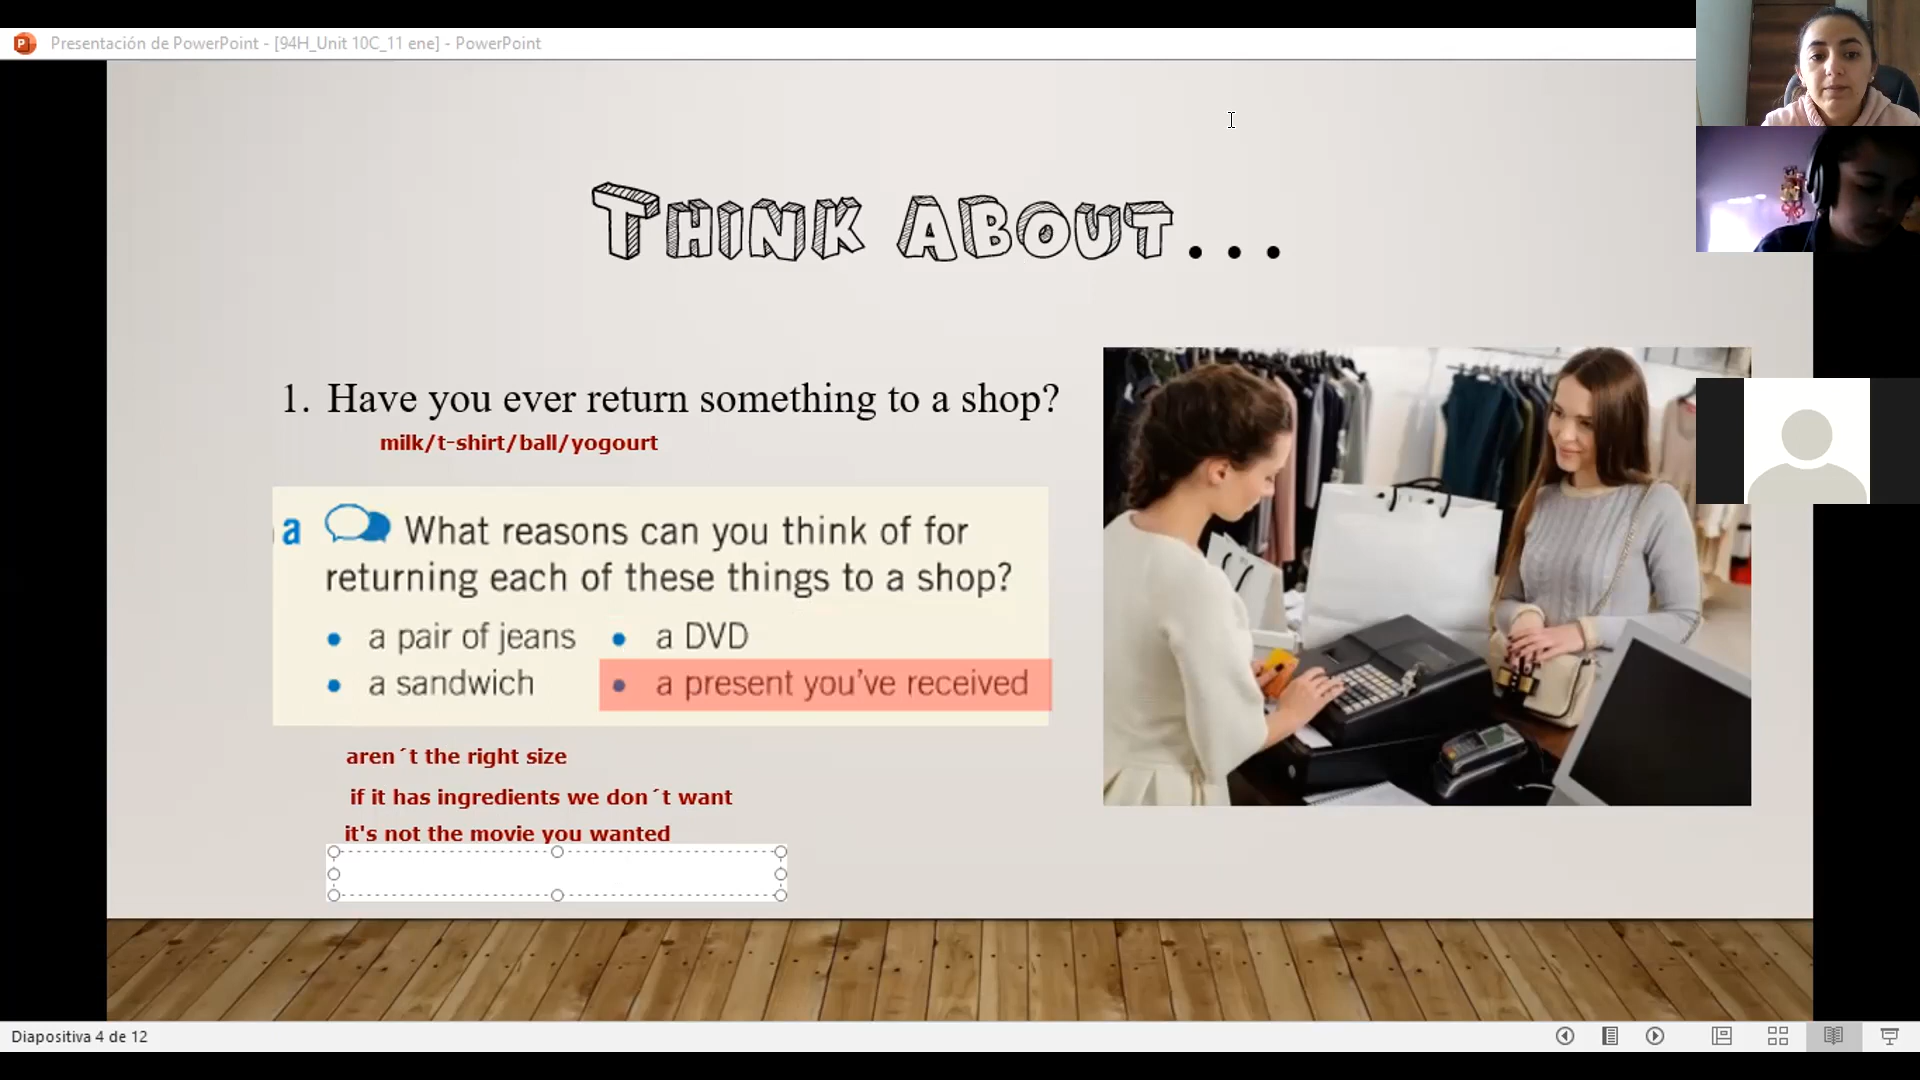 Presentación de PowerPoint - [94H_Unit 10C_11 ene] - PowerPoint
THINK ABOUT...
1. Have you ever return something to a shop?
milk/t-shirt/ball/yogourt
a What reasons can you think of for
returning each of these things to a shop?
• a pair of jeans • a DVD
• a sandwich • a present you've received
aren´t the right size
if it has ingredients we don´t want
it's not the movie you wanted
Diapositiva 4 de 12